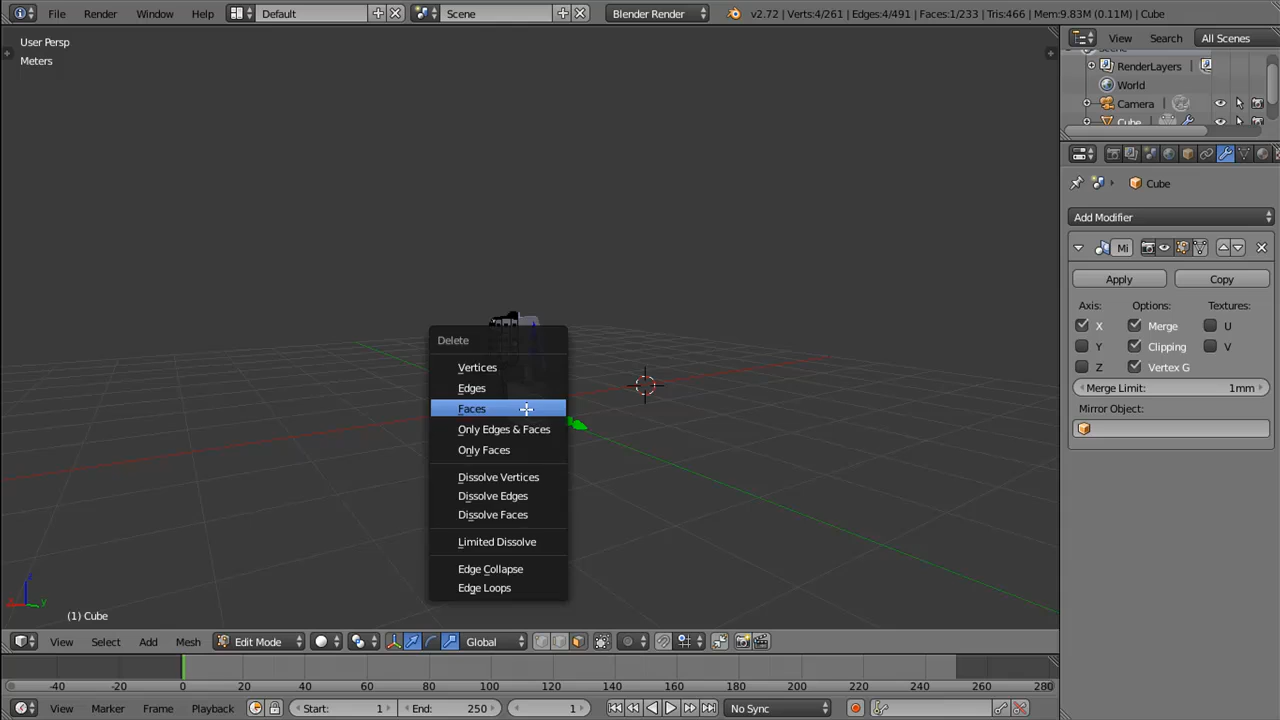 File Render Window Help Default Scene Blender Render v2.72 | Verts:4/261 | Edges:4/491 | Faces:1/233 | Tris:466 | Mem:9.83M (0.11M) | Cube
View Search All Scenes
User Persp
Meters
RenderLayers |
World
Camera |
Cube
Cube
Add Modifier
Mi
Apply Copy
Axis: Options: Textures:
X Merge U
Y Clipping V
Z Vertex G
Merge Limit: 1mm
Mirror Object:
Delete
Vertices
Edges
Faces
Only Edges & Faces
Only Faces
Dissolve Vertices
Dissolve Edges
Dissolve Faces
Limited Dissolve
Edge Collapse
Edge Loops
z
x y
(1) Cube
View Select Add Mesh Edit Mode Global
-40 -20 0 20 40 60 80 100 120 140 160 180 200 220 240 260 280
View Marker Frame Playback Start: 1 End: 250 1 No Sync